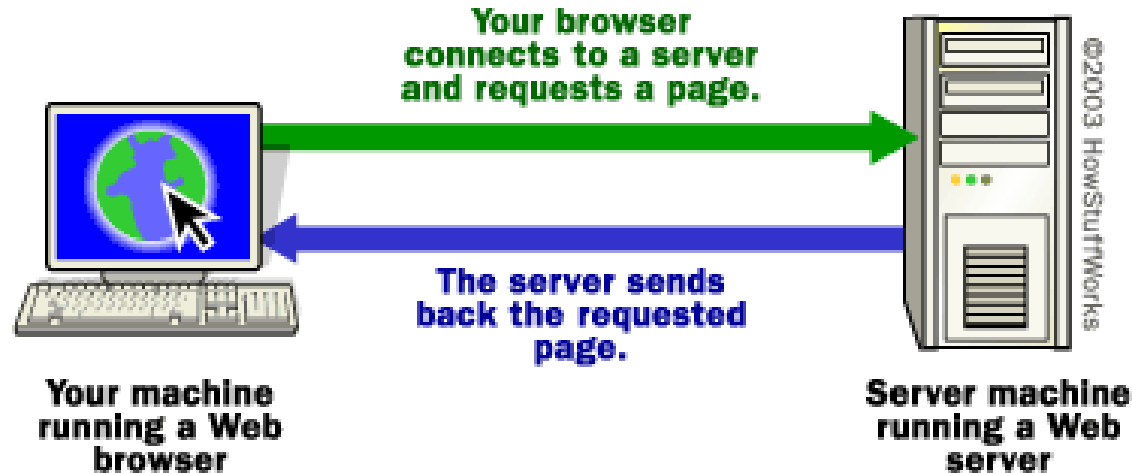 Your browser
connects to a server
and requests a page.
The server sends
back the requested
page.
Your machine
running a Web
browser
Server machine
running a Web
server
©2003 HowStuffWorks